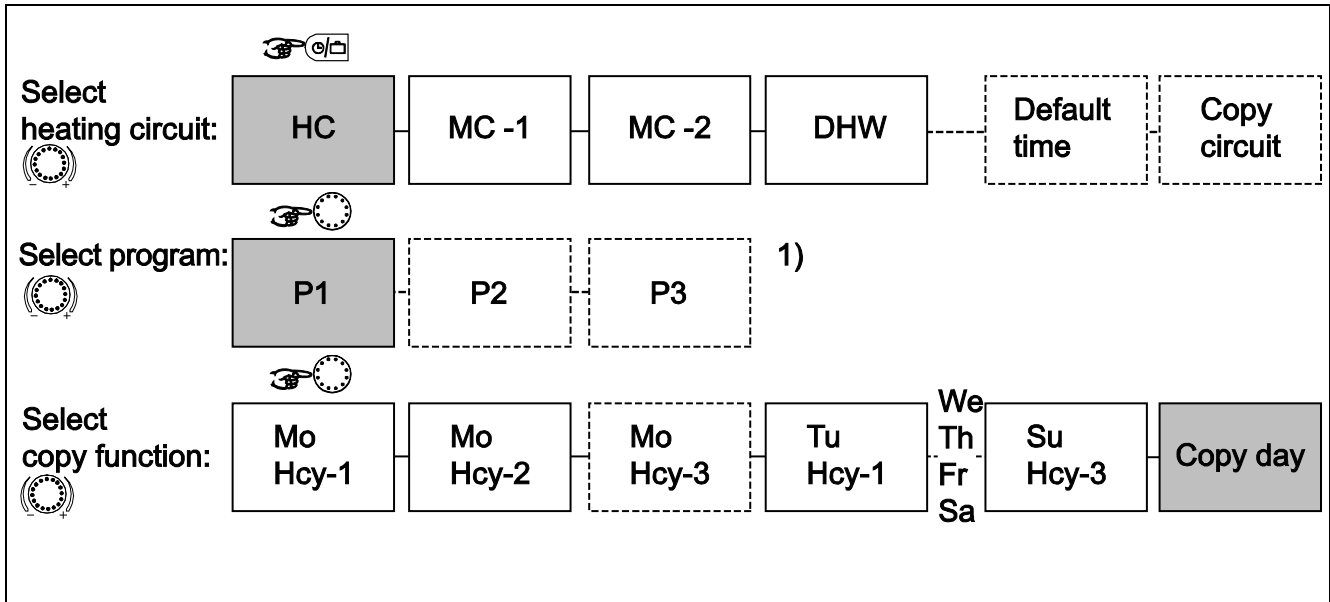 Select
heating circuit:
HC
MC -1
MC -2
DHW
Default
time
Copy
circuit
- +
Select program:
P1
P2
P3
1)
- +
Select
copy function:
Mo
Hcy-1
Mo
Hcy-2
Mo
Hcy-3
Tu
Hcy-1
We
Th
Fr
Sa
Su
Hcy-3
Copy day
- +